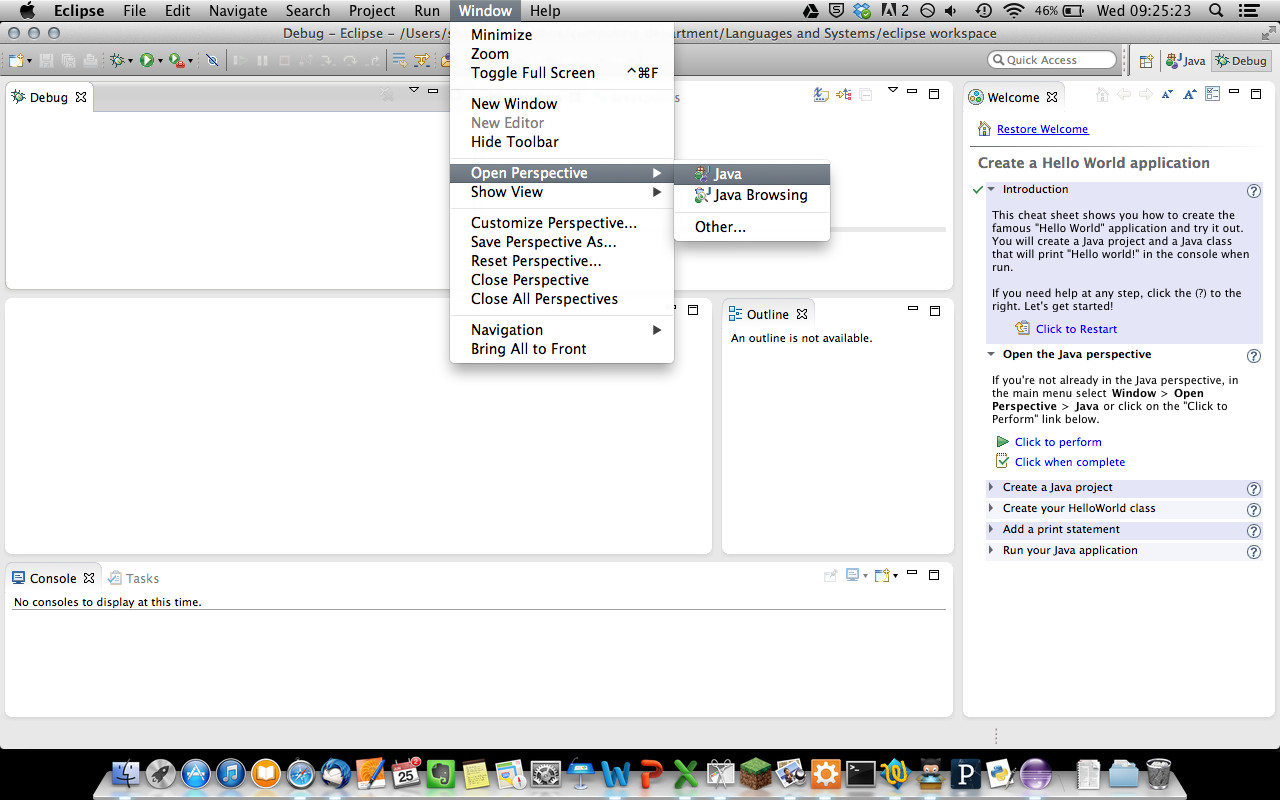 Eclipse File Edit Navigate Search Project Run Window Help 2 46% Wed 09:25:23
Debug – Eclipse – /Users/s
artment/Languages and Systems/eclipse workspace
Quick Access
Java
Debug
Minimize
Zoom
Toggle Full Screen ^⌘F
New Window
New Editor
Hide Toolbar
Open Perspective
Show View
Customize Perspective...
Save Perspective As...
Reset Perspective...
Close Perspective
Close All Perspectives
Navigation
Bring All to Front
Java
Java Browsing
Other...
Debug
Outline
An outline is not available.
Console
Tasks
No consoles to display at this time.
Welcome
Restore Welcome
Create a Hello World application
Introduction
This cheat sheet shows you how to create the
famous "Hello World" application and try it out.
You will create a Java project and a Java class
that will print "Hello world!" in the console when
run.
If you need help at any step, click the (?) to the
right. Let's get started!
Click to Restart
Open the Java perspective
If you're not already in the Java perspective, in
the main menu select Window > Open
Perspective > Java or click on the "Click to
Perform" link below.
Click to perform
Click when complete
Create a Java project
Create your HelloWorld class
Add a print statement
Run your Java application
25